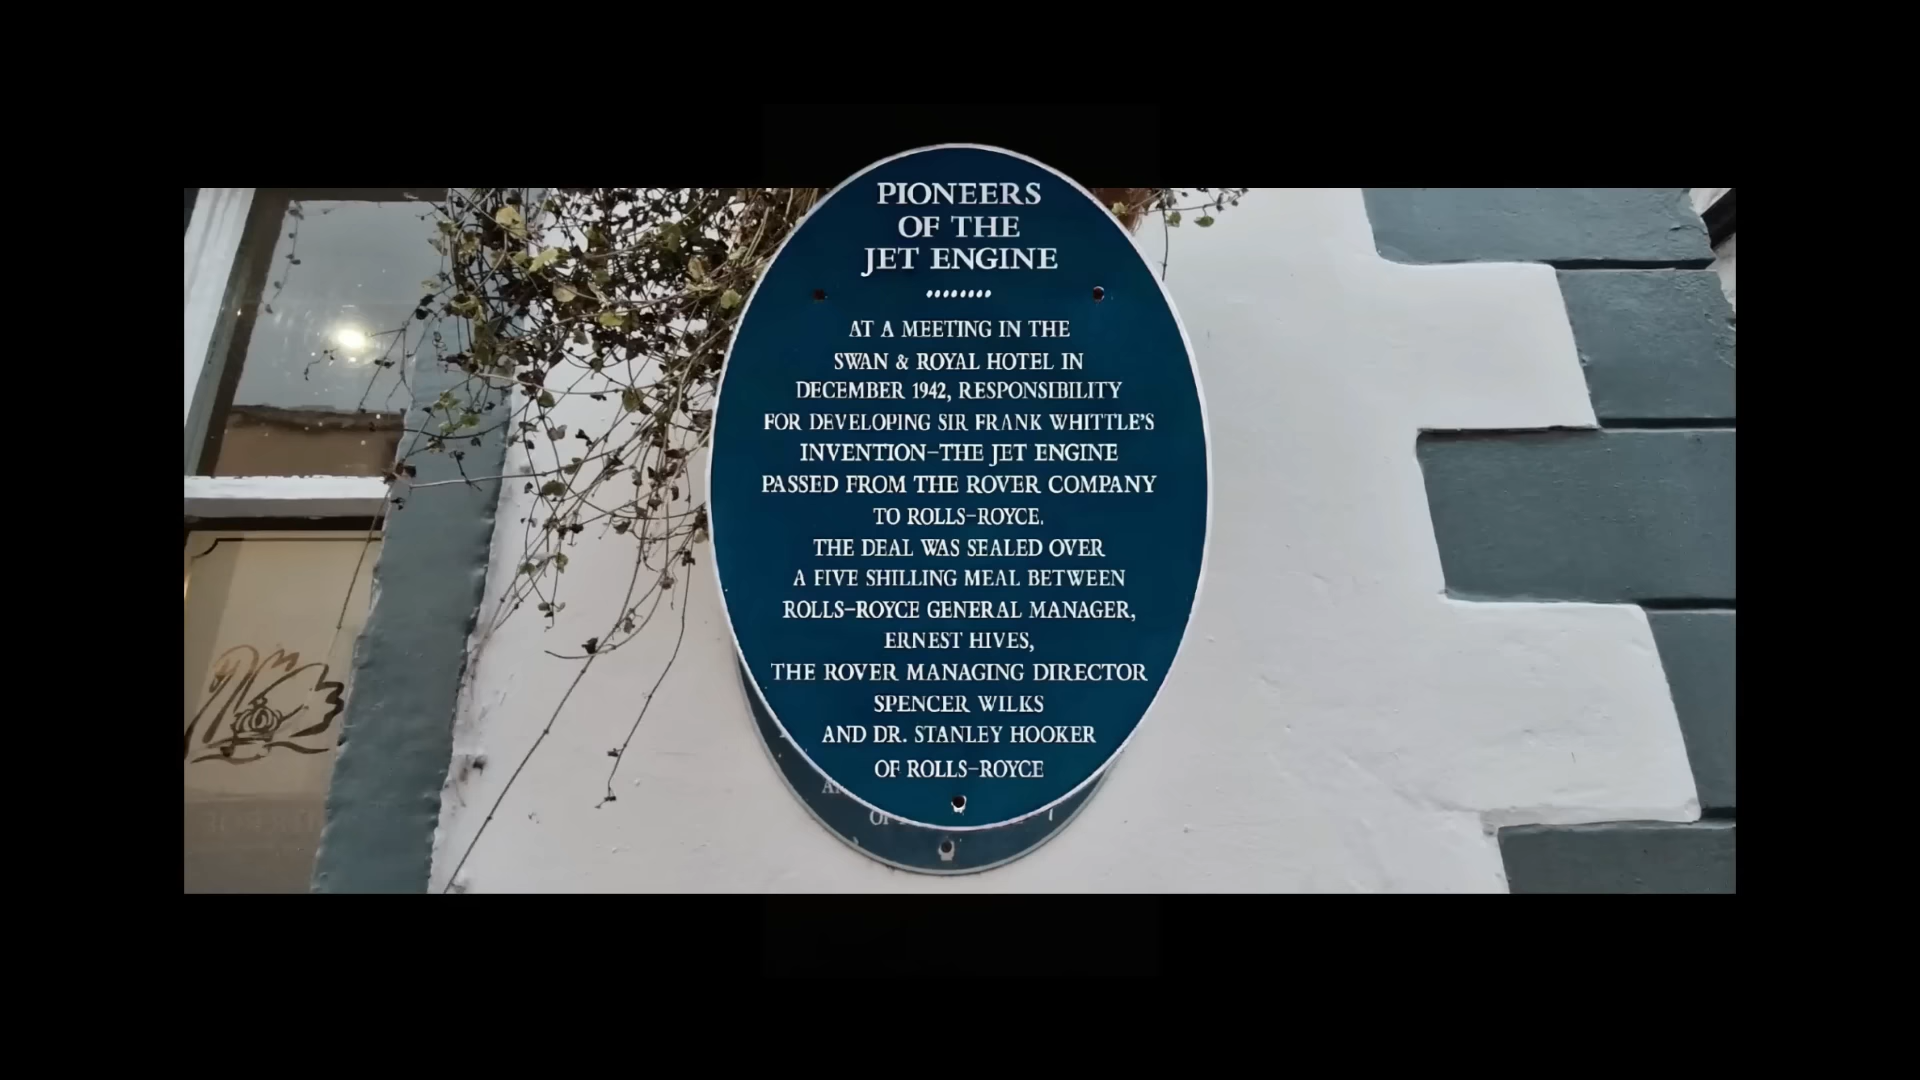 PIONEERS
OF THE
JET ENGINE
AT A MEETING IN THE
SWAN & ROYAL HOTEL IN
DECEMBER 1942, RESPONSIBILITY
FOR DEVELOPING SIR FRANK WHITTLE'S
INVENTION-THE JET ENGINE
PASSED FROM THE ROVER COMPANY
TO ROLLS-ROYCE.
THE DEAL WAS SEALED OVER
A FIVE SHILLING MEAL BETWEEN
ROLLS-ROYCE GENERAL MANAGER,
ERNEST HIVES,
THE ROVER MANAGING DIRECTOR
SPENCER WILKS
AND DR. STANLEY HOOKER
OF ROLLS-ROYCE